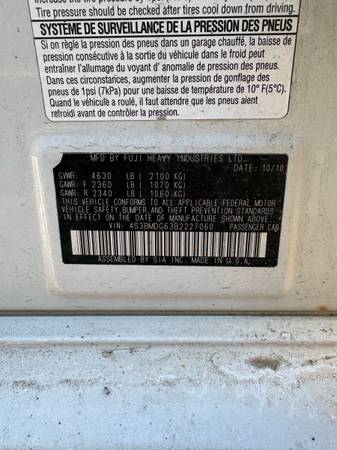 Increase the tire pressure by
Tire pressure should be checked after tires cool down from driving.
SYSTÈME DE SURVEILLANCE DE LA PRESSION DES PNEUS
Si on règle la pression des pneus dans un garage chauffé, la baisse de
pression consécutive à la sortie du véhicule dans le froid peut
entraîner l'allumage du voyant d' anomalie de pression des pneus.
Dans ces circonstances, augmenter la pression de gonflage des
pneus de 1psi (7kPa) pour une baisse de température de 10° F(5°C).
Quand le véhicule a roulé, il faut attendre que les pneus aient
refroidi avant de contrôler la pression.
MFD BY FUJI HEAVY INDUSTRIES LTD.
DATE: 10/10
GVWR: 4630 LB ( 2100 KG)
GAWR: F 2360 LB ( 1070 KG)
GAWR: R 2340 LB ( 1060 KG)
THIS VEHICLE CONFORMS TO ALL APPLICABLE FEDERAL MOTOR
VEHICLE SAFETY, BUMPER, AND THEFT PREVENTION STANDARDS
IN EFFECT ON THE DATE OF MANUFACTURE SHOWN ABOVE.
PASSENGER CAR
VIN: 4S3BMDG63B2227060
ASSEMBLED BY SIA INC. MADE IN U.S.A.